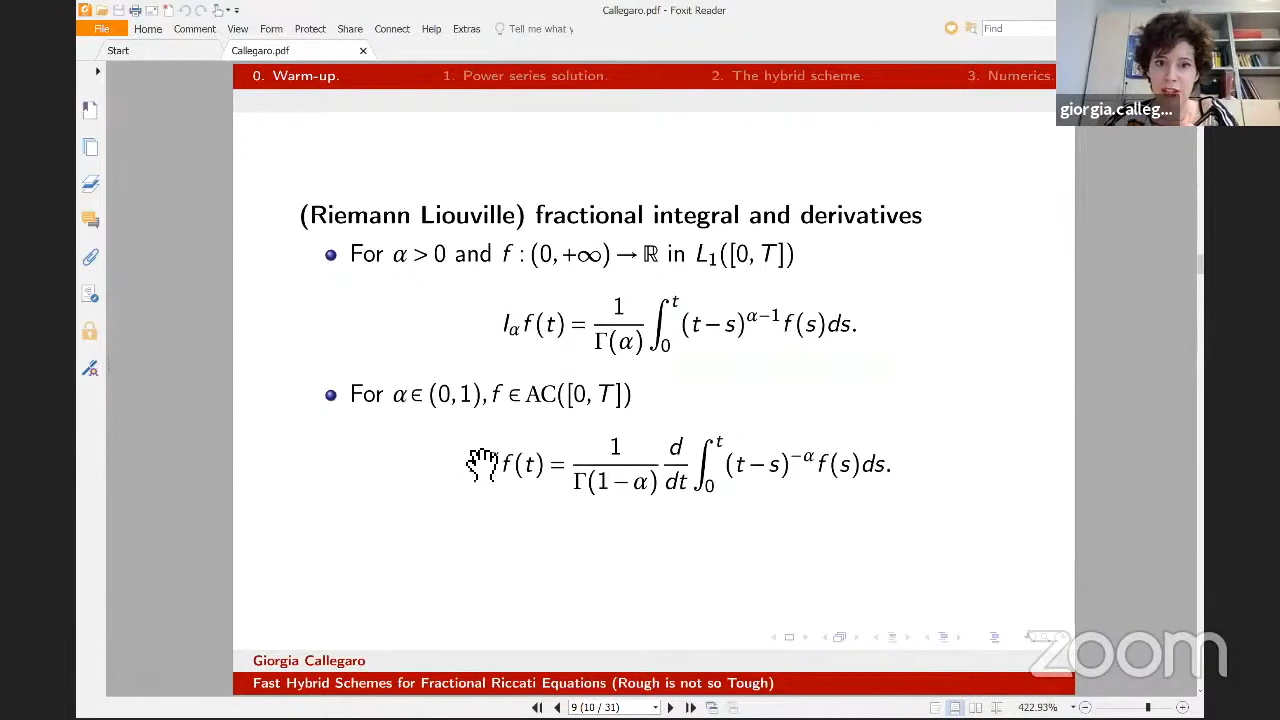 Callegaro.pdf - Foxit Reader
File Home Comment View Form Protect Share Connect Help Extras Tell me what y Find
Start Callegaro.pdf
0. Warm-up. 1. Power series solution. 2. The hybrid scheme. 3. Numerics.
giorgia.calleg...
(Riemann Liouville) fractional integral and derivatives
For α > 0 and f : (0, +∞) → ℝ in L₁([0, T])
I_α f(t) = 1/Γ(α) ∫₀ᵗ (t − s)^{α−1} f(s)ds.
For α ∈ (0, 1), f ∈ AC([0, T])
f(t) = 1/Γ(1 − α) d/dt ∫₀ᵗ (t − s)^{−α} f(s)ds.
zoom
Giorgia Callegaro
Fast Hybrid Schemes for Fractional Riccati Equations (Rough is not so Tough)
9 (10 / 31) 422.93%